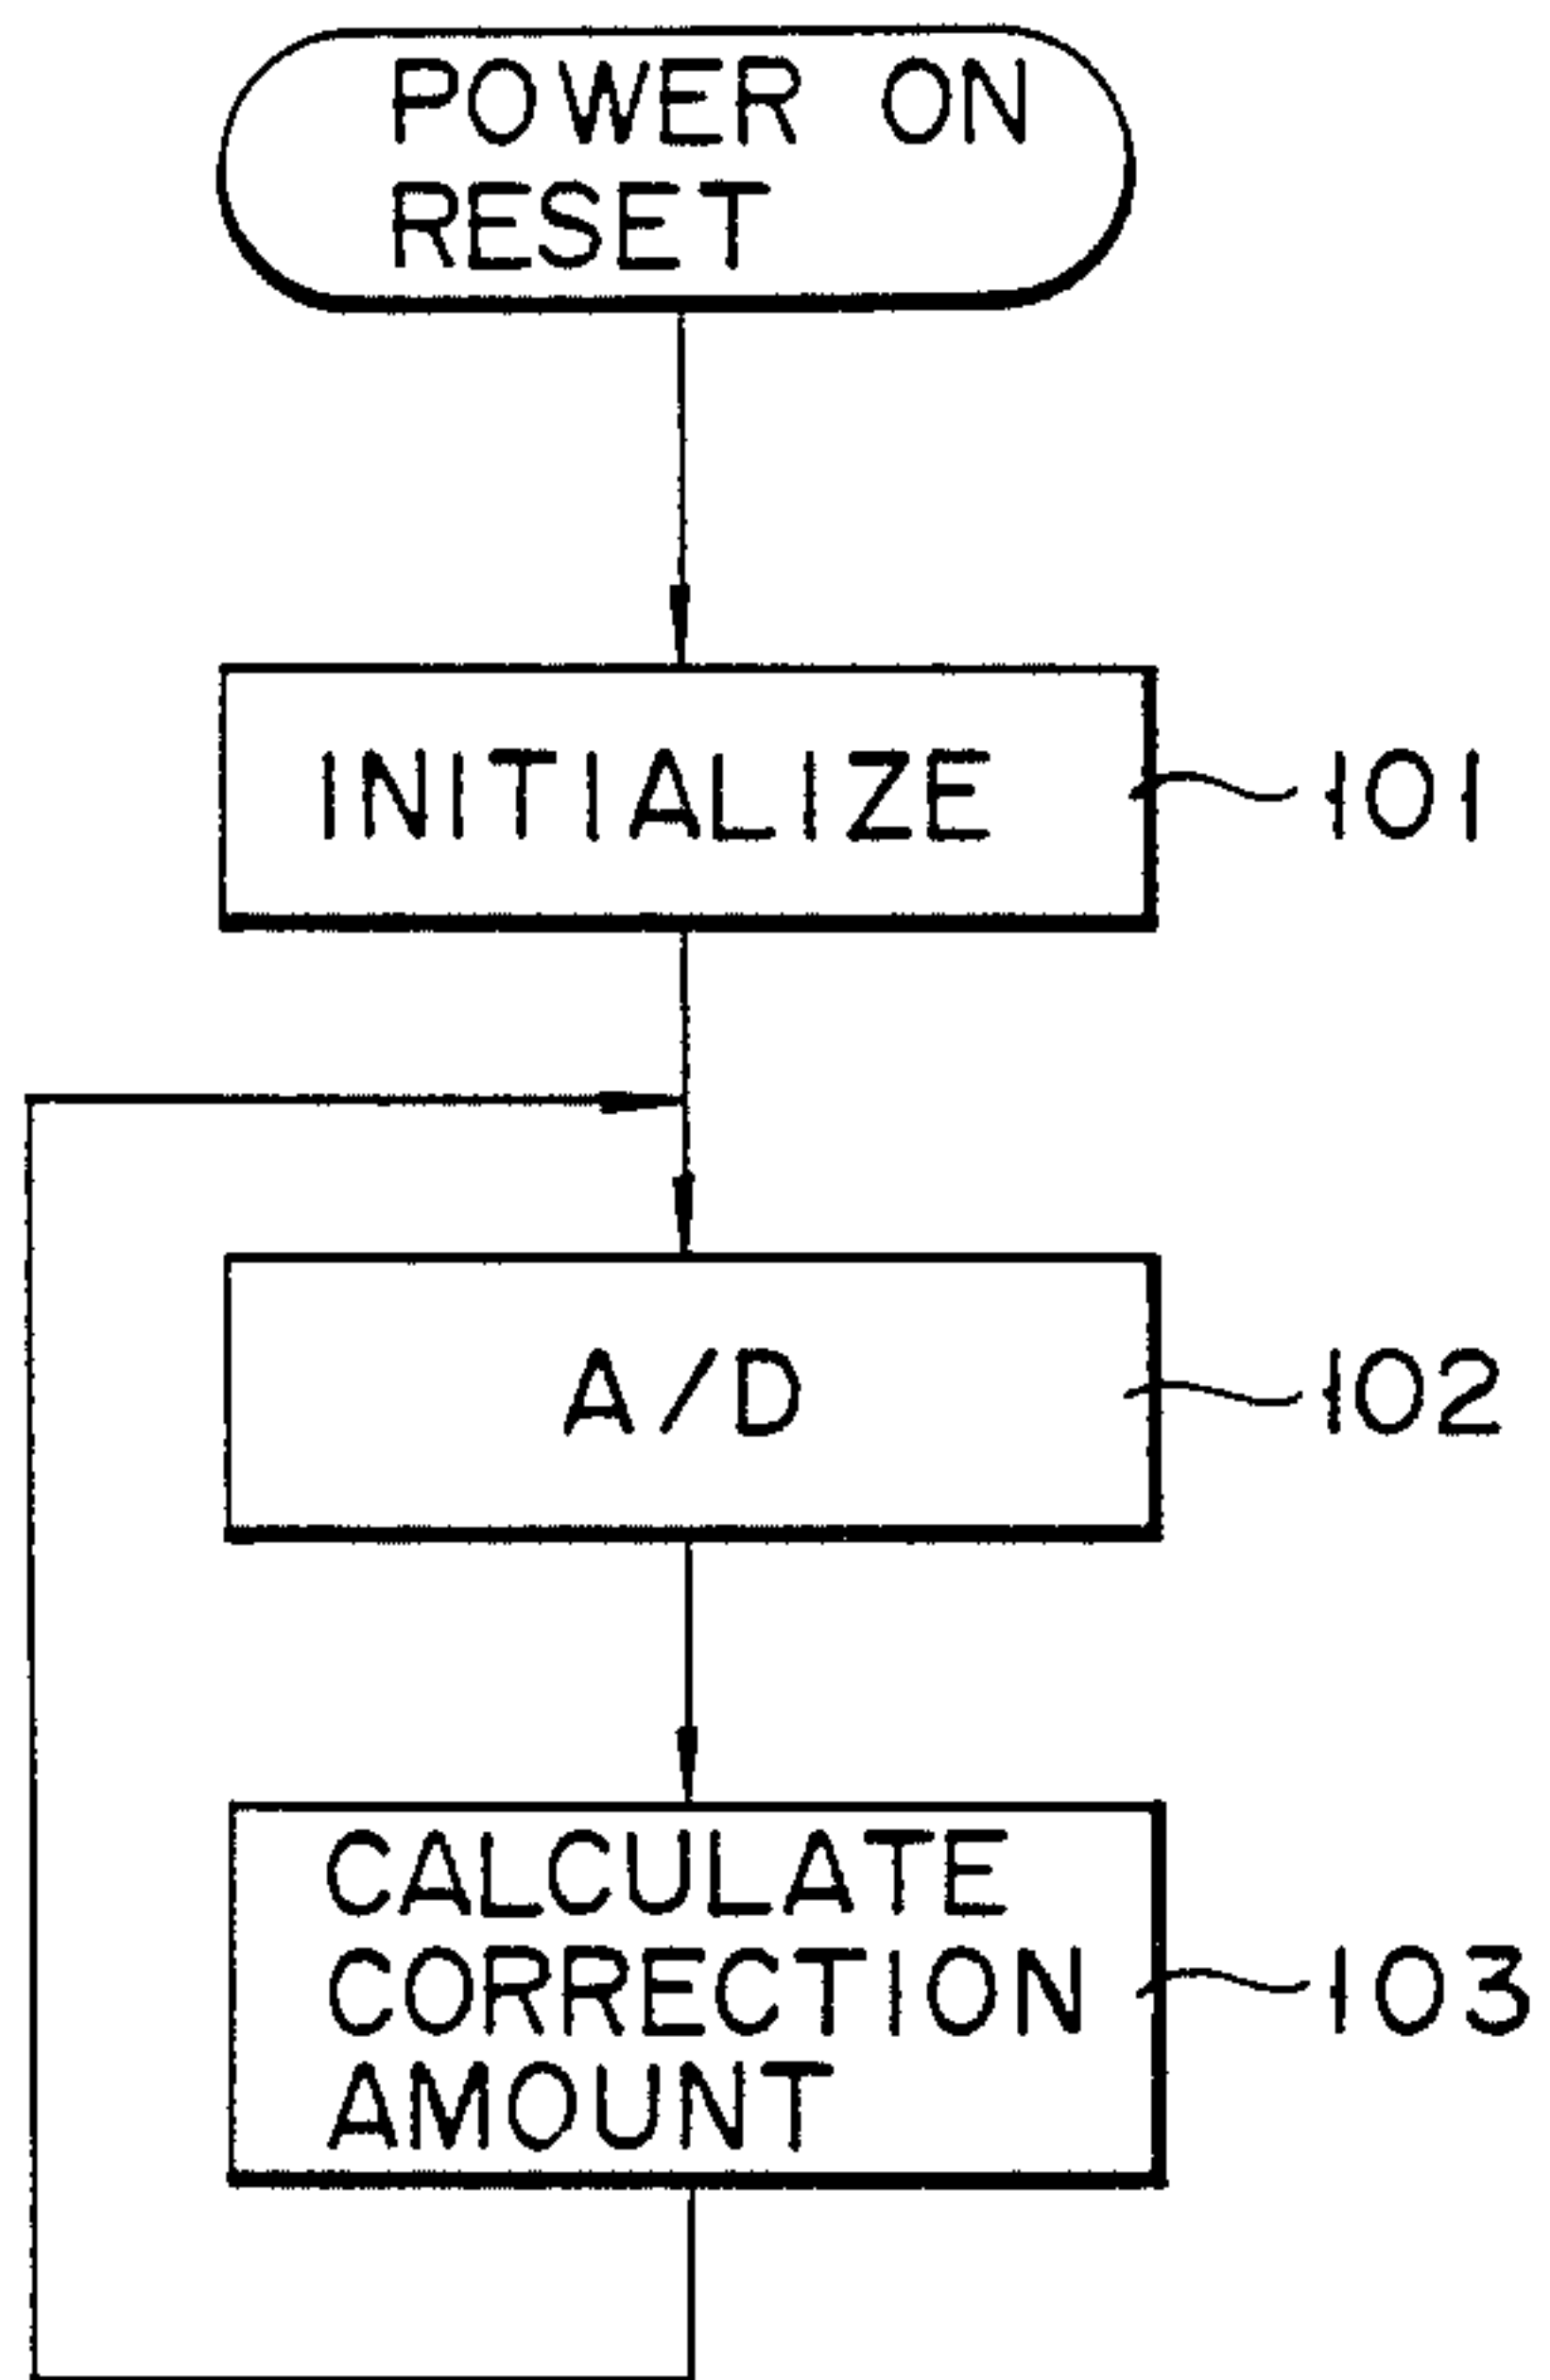 POWER ON
RESET
INITIALIZE
101
A/D
102
CALCULATE
CORRECTION
AMOUNT
103